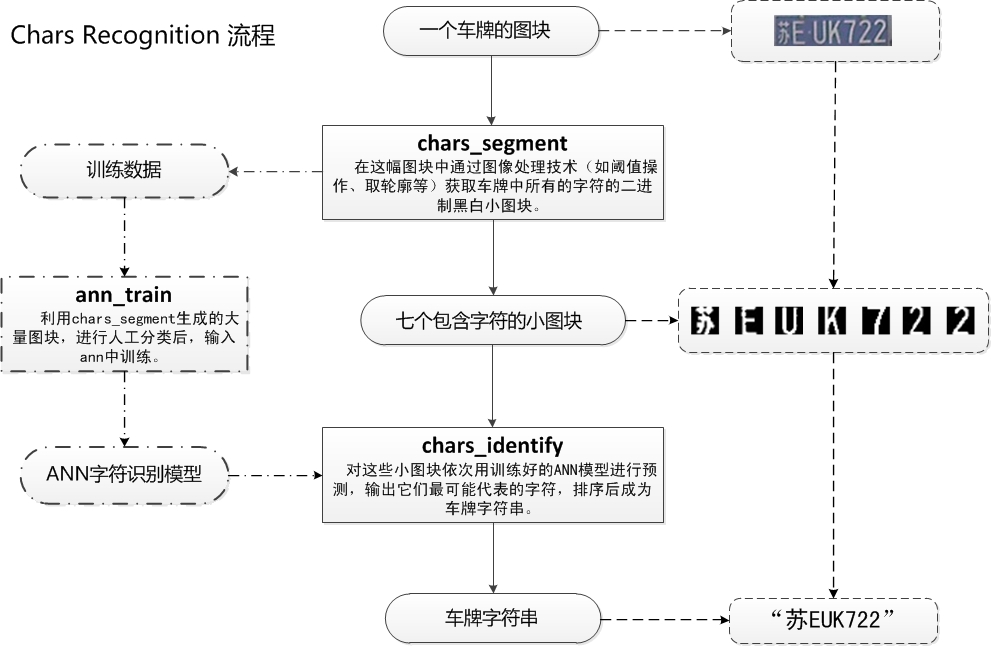 Chars Recognition 流程
一个车牌的图块
苏E·UK722
chars_segment
在这幅图块中通过图像处理技术（如阈值操
作、取轮廓等）获取车牌中所有的字符的二进
制黑白小图块。
训练数据
ann_train
利用chars_segment生成的大
量图块，进行人工分类后，输入
ann中训练。
七个包含字符的小图块
苏 E U K 7 2 2
chars_identify
对这些小图块依次用训练好的ANN模型进行预
测，输出它们最可能代表的字符，排序后成为
车牌字符串。
ANN字符识别模型
车牌字符串
“苏EUK722”